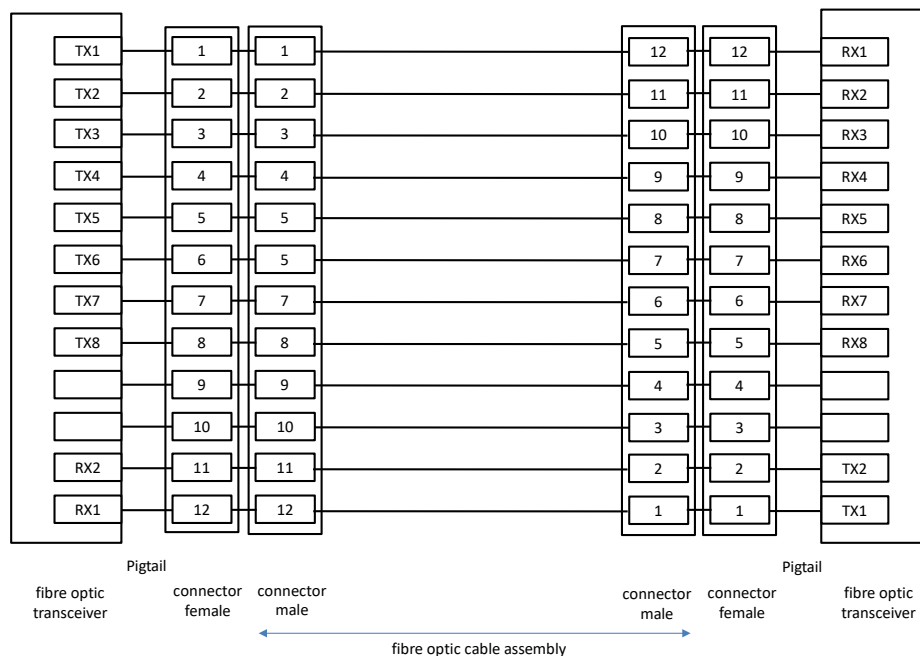 TX1 1 1 12 12 RX1
TX2 2 2 11 11 RX2
TX3 3 3 10 10 RX3
TX4 4 4 9 9 RX4
TX5 5 5 8 8 RX5
TX6 6 5 7 7 RX6
TX7 7 7 6 6 RX7
TX8 8 8 5 5 RX8
9 9 4 4
10 10 3 3
RX2 11 11 2 2 TX2
RX1 12 12 1 1 TX1
Pigtail Pigtail
fibre optic connector connector connector connector fibre optic
transceiver female male male female transceiver
fibre optic cable assembly